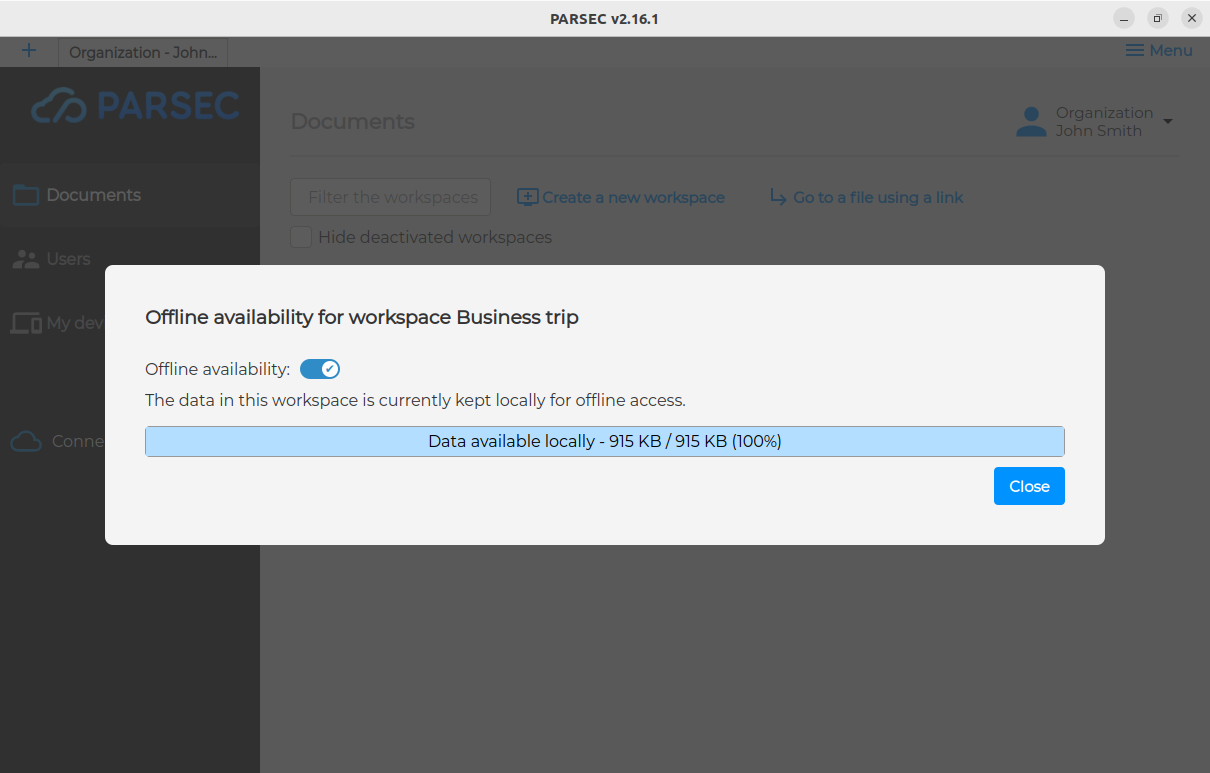 PARSEC v2.16.1
Organization - John...
Menu
PARSEC
Documents
Organization
John Smith
Documents
Filter the workspaces
Create a new workspace
Go to a file using a link
Hide deactivated workspaces
Users
My dev
Conne
Offline availability for workspace Business trip
Offline availability:
The data in this workspace is currently kept locally for offline access.
Data available locally - 915 KB / 915 KB (100%)
Close